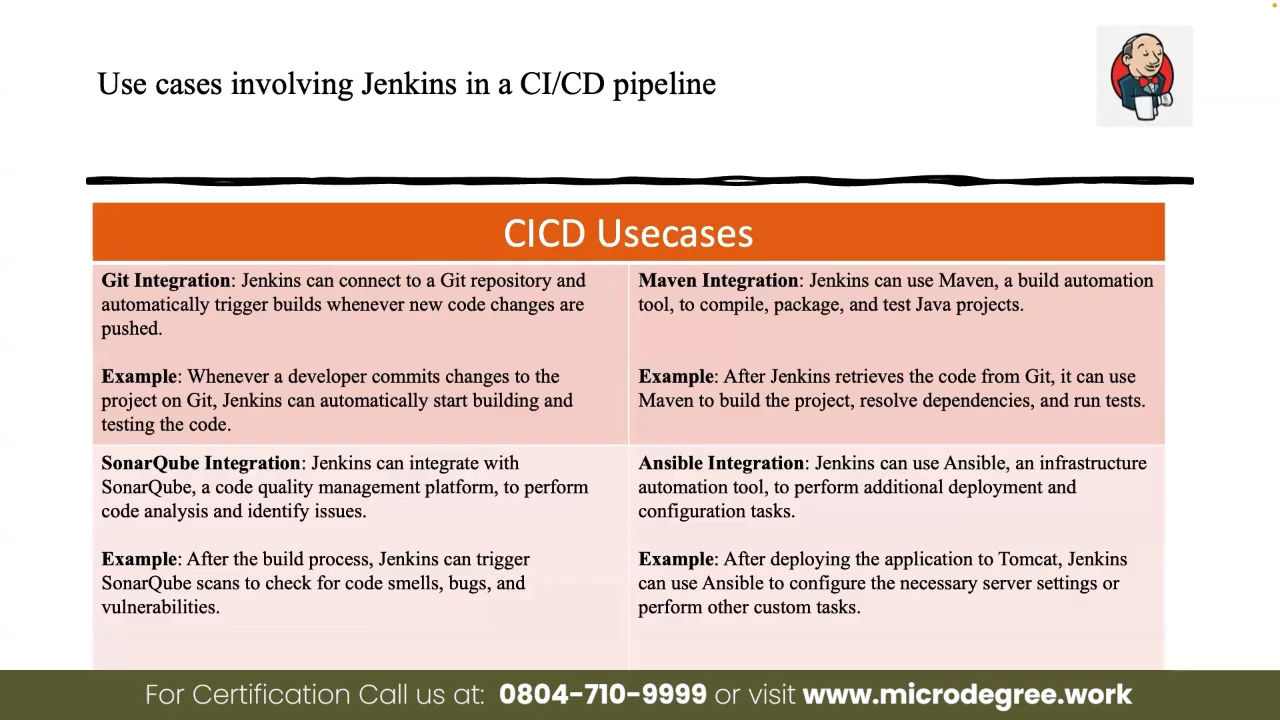 Use cases involving Jenkins in a CI/CD pipeline
CICD Usecases
Git Integration: Jenkins can connect to a Git repository and
automatically trigger builds whenever new code changes are
pushed.
Example: Whenever a developer commits changes to the
project on Git, Jenkins can automatically start building and
testing the code.
Maven Integration: Jenkins can use Maven, a build automation
tool, to compile, package, and test Java projects.
Example: After Jenkins retrieves the code from Git, it can use
Maven to build the project, resolve dependencies, and run tests.
SonarQube Integration: Jenkins can integrate with
SonarQube, a code quality management platform, to perform
code analysis and identify issues.
Example: After the build process, Jenkins can trigger
SonarQube scans to check for code smells, bugs, and
vulnerabilities.
Ansible Integration: Jenkins can use Ansible, an infrastructure
automation tool, to perform additional deployment and
configuration tasks.
Example: After deploying the application to Tomcat, Jenkins
can use Ansible to configure the necessary server settings or
perform other custom tasks.
For Certification Call us at: 0804-710-9999 or visit www.microdegree.work